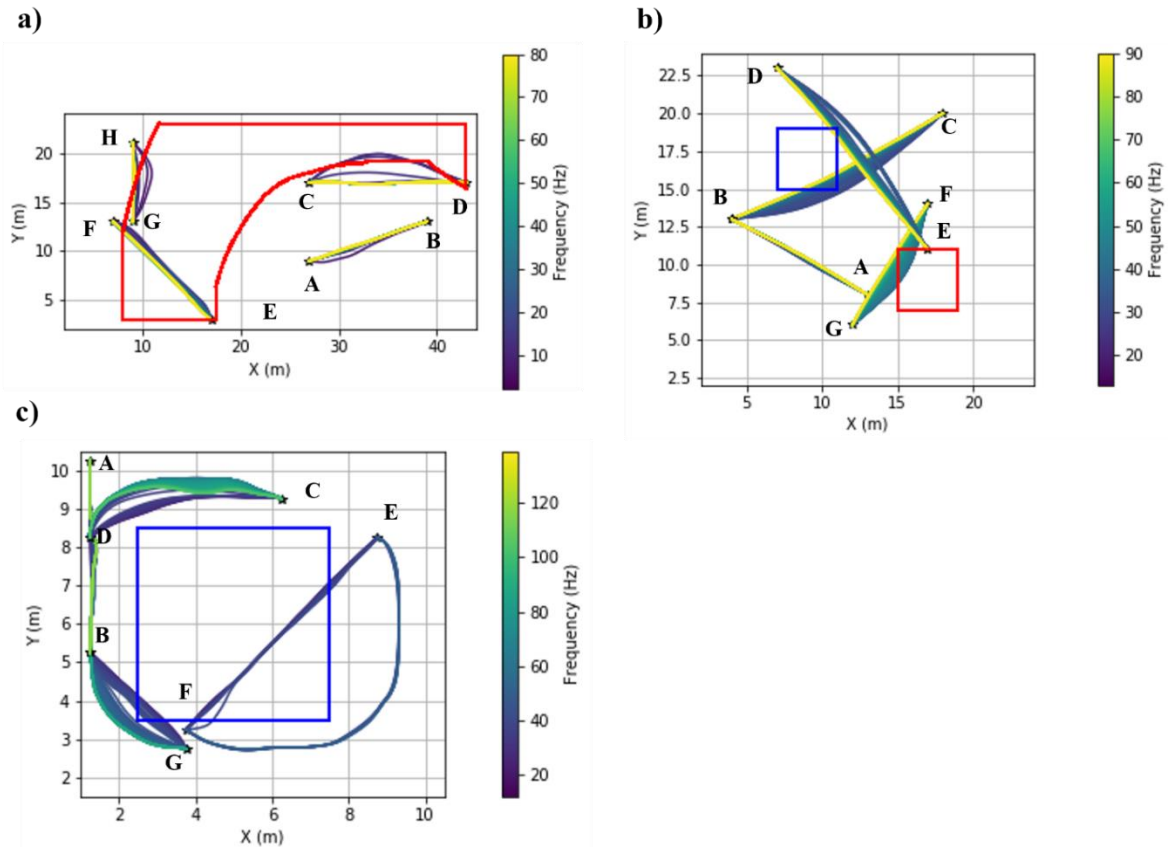 a)
b)
H
F
G
C
D
B
A
E
20
15
10
5
Y (m)
10
20
30
40
X (m)
80
70
60
50
40
30
20
10
Frequency (Hz)
D
C
B
F
E
A
G
22.5
20.0
17.5
15.0
12.5
10.0
7.5
5.0
2.5
Y (m)
5
10
15
20
X (m)
90
80
70
60
50
40
30
20
Frequency (Hz)
c)
A
C
E
D
B
F
G
10
9
8
7
6
5
4
3
2
Y (m)
2
4
6
8
10
X (m)
120
100
80
60
40
20
Frequency (Hz)